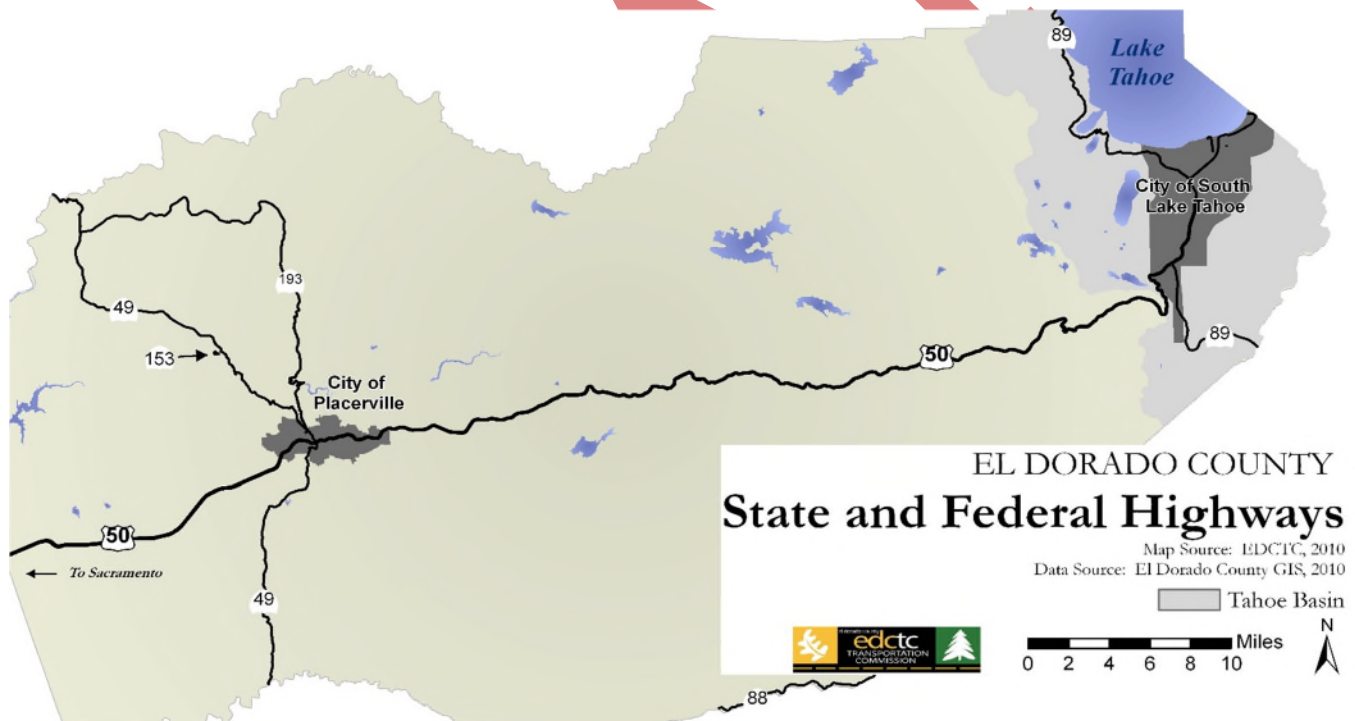 89
Lake
Tahoe
City of South
Lake Tahoe
193
49
153
50
89
City of
Placerville
50
To Sacramento
49
88
EL DORADO COUNTY
State and Federal Highways
Map Source: EDCTC, 2010
Data Source: El Dorado County GIS, 2010
Tahoe Basin
N
Miles
0 2 4 6 8 10
edctc
TRANSPORTATION
COMMISSION